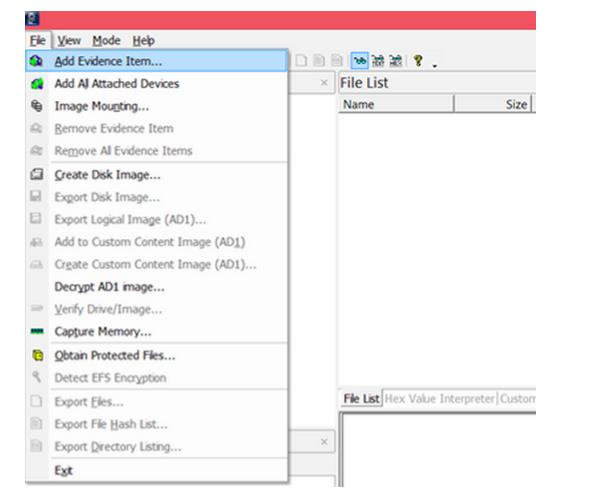 File View Mode Help
Add Evidence Item...
Add All Attached Devices
Image Mounting...
Remove Evidence Item
Remove All Evidence Items
Create Disk Image...
Export Disk Image...
Export Logical Image (AD1)...
Add to Custom Content Image (AD1)
Create Custom Content Image (AD1)...
Decrypt AD1 image...
Verify Drive/Image...
Capture Memory...
Obtain Protected Files...
Detect EFS Encryption
Export Files...
Export File Hash List...
Export Directory Listing...
Exit
File List
Name Size
File List Hex Value Interpreter Custom